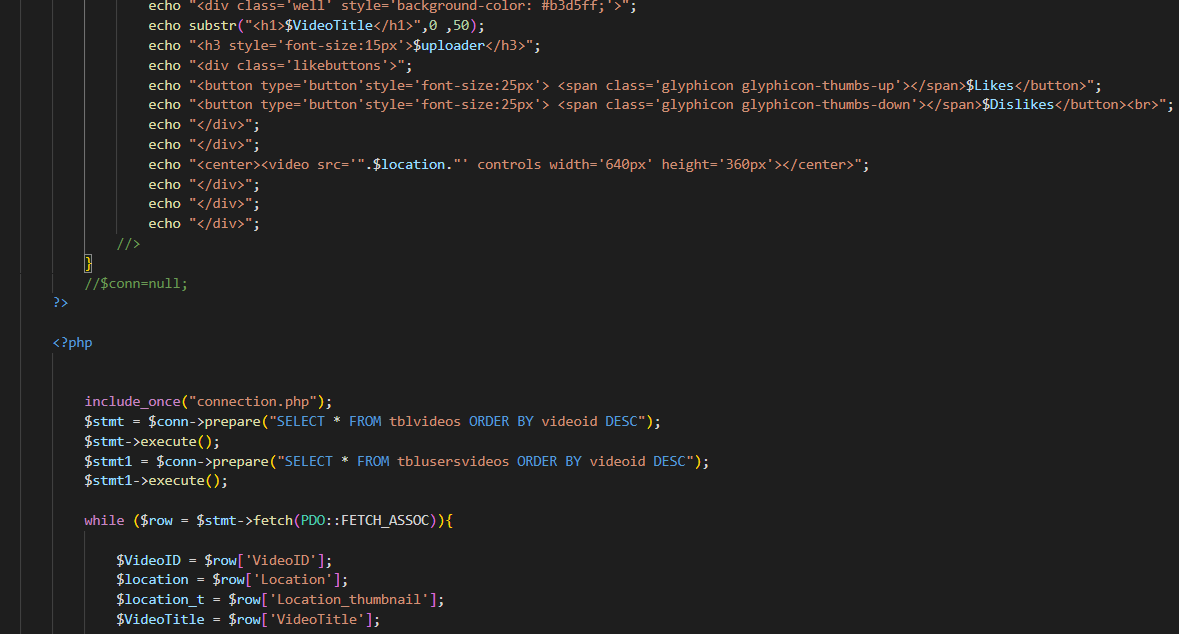 echo "<div class='well' style='background-color: #b3d5ff;'>";
echo substr("<h1>$VideoTitle</h1>",0 ,50);
echo "<h3 style='font-size:15px'>$uploader</h3>";
echo "<div class='likebuttons'>";
echo "<button type='button'style='font-size:25px'> <span class='glyphicon glyphicon-thumbs-up'></span>$Likes</button>";
echo "<button type='button'style='font-size:25px'> <span class='glyphicon glyphicon-thumbs-down'></span>$Dislikes</button><br>";
echo "</div>";
echo "</div>";
echo "<center><video src='".$location."' controls width='640px' height='360px'></center>";
echo "</div>";
echo "</div>";
echo "</div>";
//>
}
//$conn=null;
?>
<?php
include_once("connection.php");
$stmt = $conn->prepare("SELECT * FROM tblvideos ORDER BY videoid DESC");
$stmt->execute();
$stmt1 = $conn->prepare("SELECT * FROM tblusersvideos ORDER BY videoid DESC");
$stmt1->execute();
while ($row = $stmt->fetch(PDO::FETCH_ASSOC)){
$VideoID = $row['VideoID'];
$location = $row['Location'];
$location_t = $row['Location_thumbnail'];
$VideoTitle = $row['VideoTitle'];